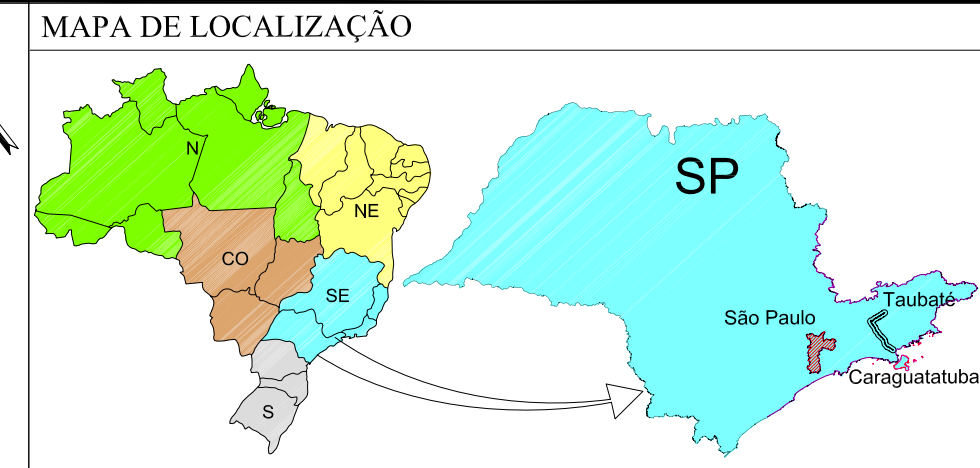 MAPA DE LOCALIZAÇÃO
N
NE
CO
SE
S
SP
São Paulo
Taubaté
Caraguatatuba